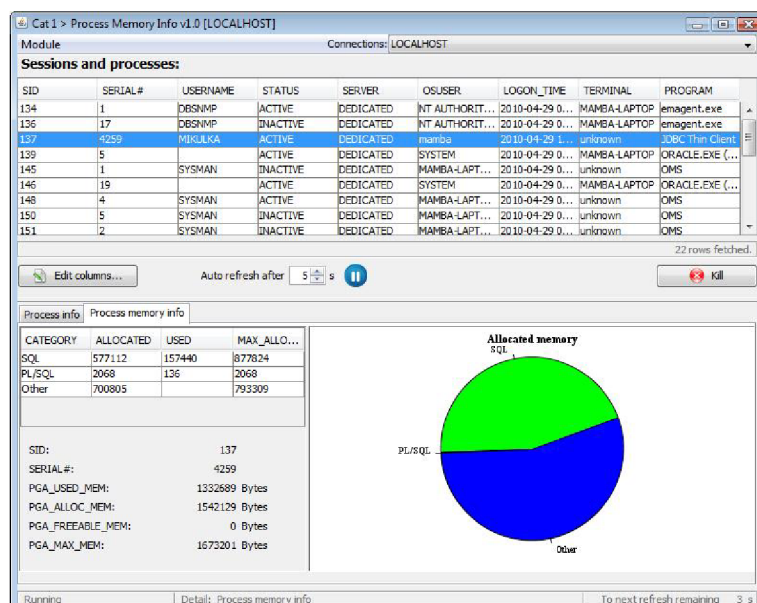 Cat 1 > Process Memory Info v1.0 [LOCALHOST]
Module Connections: LOCALHOST
Sessions and processes:
SID SERIAL# USERNAME STATUS SERVER OSUSER LOGON_TIME TERMINAL PROGRAM
134 1 DBSNMP ACTIVE DEDICATED NT AUTHORIT... 2010-04-29 0... MAMBA-LAPTOP emagent.exe
136 17 DBSNMP INACTIVE DEDICATED NT AUTHORIT... 2010-04-29 0... MAMBA-LAPTOP emagent.exe
137 4259 MIKULKA ACTIVE DEDICATED mamba 2010-04-29 1... unknown JDBC Thin Client
139 5 ACTIVE DEDICATED SYSTEM 2010-04-29 0... MAMBA-LAPTOP ORACLE.EXE (...
145 1 SYSMAN INACTIVE DEDICATED MAMBA-LAPT... 2010-04-29 0... unknown OMS
146 19 ACTIVE DEDICATED SYSTEM 2010-04-29 0... MAMBA-LAPTOP ORACLE.EXE (...
148 4 SYSMAN ACTIVE DEDICATED MAMBA-LAPT... 2010-04-29 0... unknown OMS
150 5 SYSMAN INACTIVE DEDICATED MAMBA-LAPT... 2010-04-29 0... unknown OMS
151 2 SYSMAN INACTIVE DEDICATED MAMBA-LAPT... 2010-04-29 0... unknown OMS
22 rows fetched.
Edit columns... Auto refresh after 5 s Kill
Process info Process memory info
CATEGORY ALLOCATED USED MAX_ALLO...
SQL 577112 157440 877824
PL/SQL 2068 136 2068
Other 700805 793309
SID: 137
SERIAL#: 4259
PGA_USED_MEM: 1332689 Bytes
PGA_ALLOC_MEM: 1542129 Bytes
PGA_FREEABLE_MEM: 0 Bytes
PGA_MAX_MEM: 1673201 Bytes
Allocated memory
SQL
PL/SQL
Other
Running Detail: Process memory info To next refresh remaining 3 s